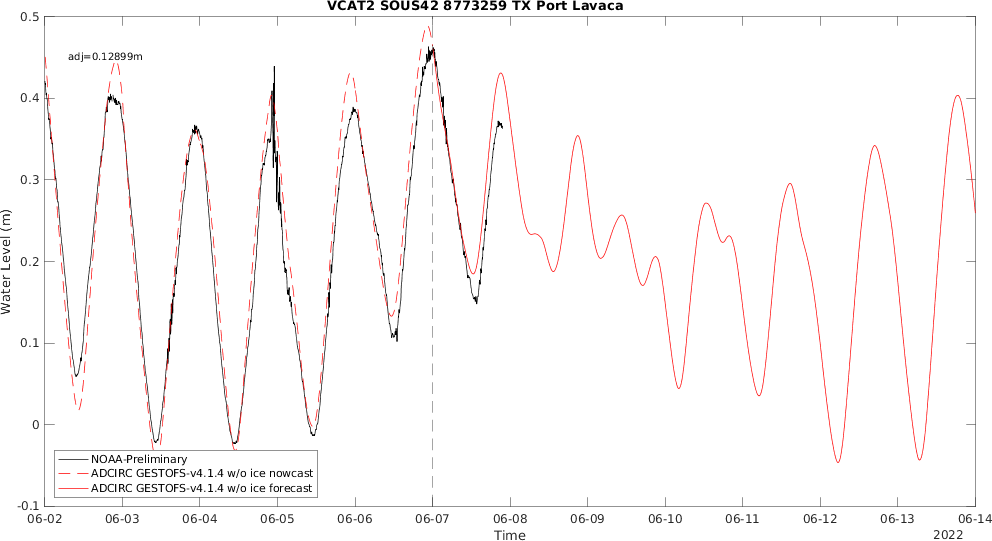 VCAT2 SOUS42 8773259 TX Port Lavaca
0.5
0.4
0.3
0.2
0.1
0
-0.1
Water Level (m)
adj=0.12899m
NOAA-Preliminary
ADCIRC GESTOFS-v4.1.4 w/o ice nowcast
ADCIRC GESTOFS-v4.1.4 w/o ice forecast
06-02 06-03 06-04 06-05 06-06 06-07 06-08 06-09 06-10 06-11 06-12 06-13 06-14
Time
2022